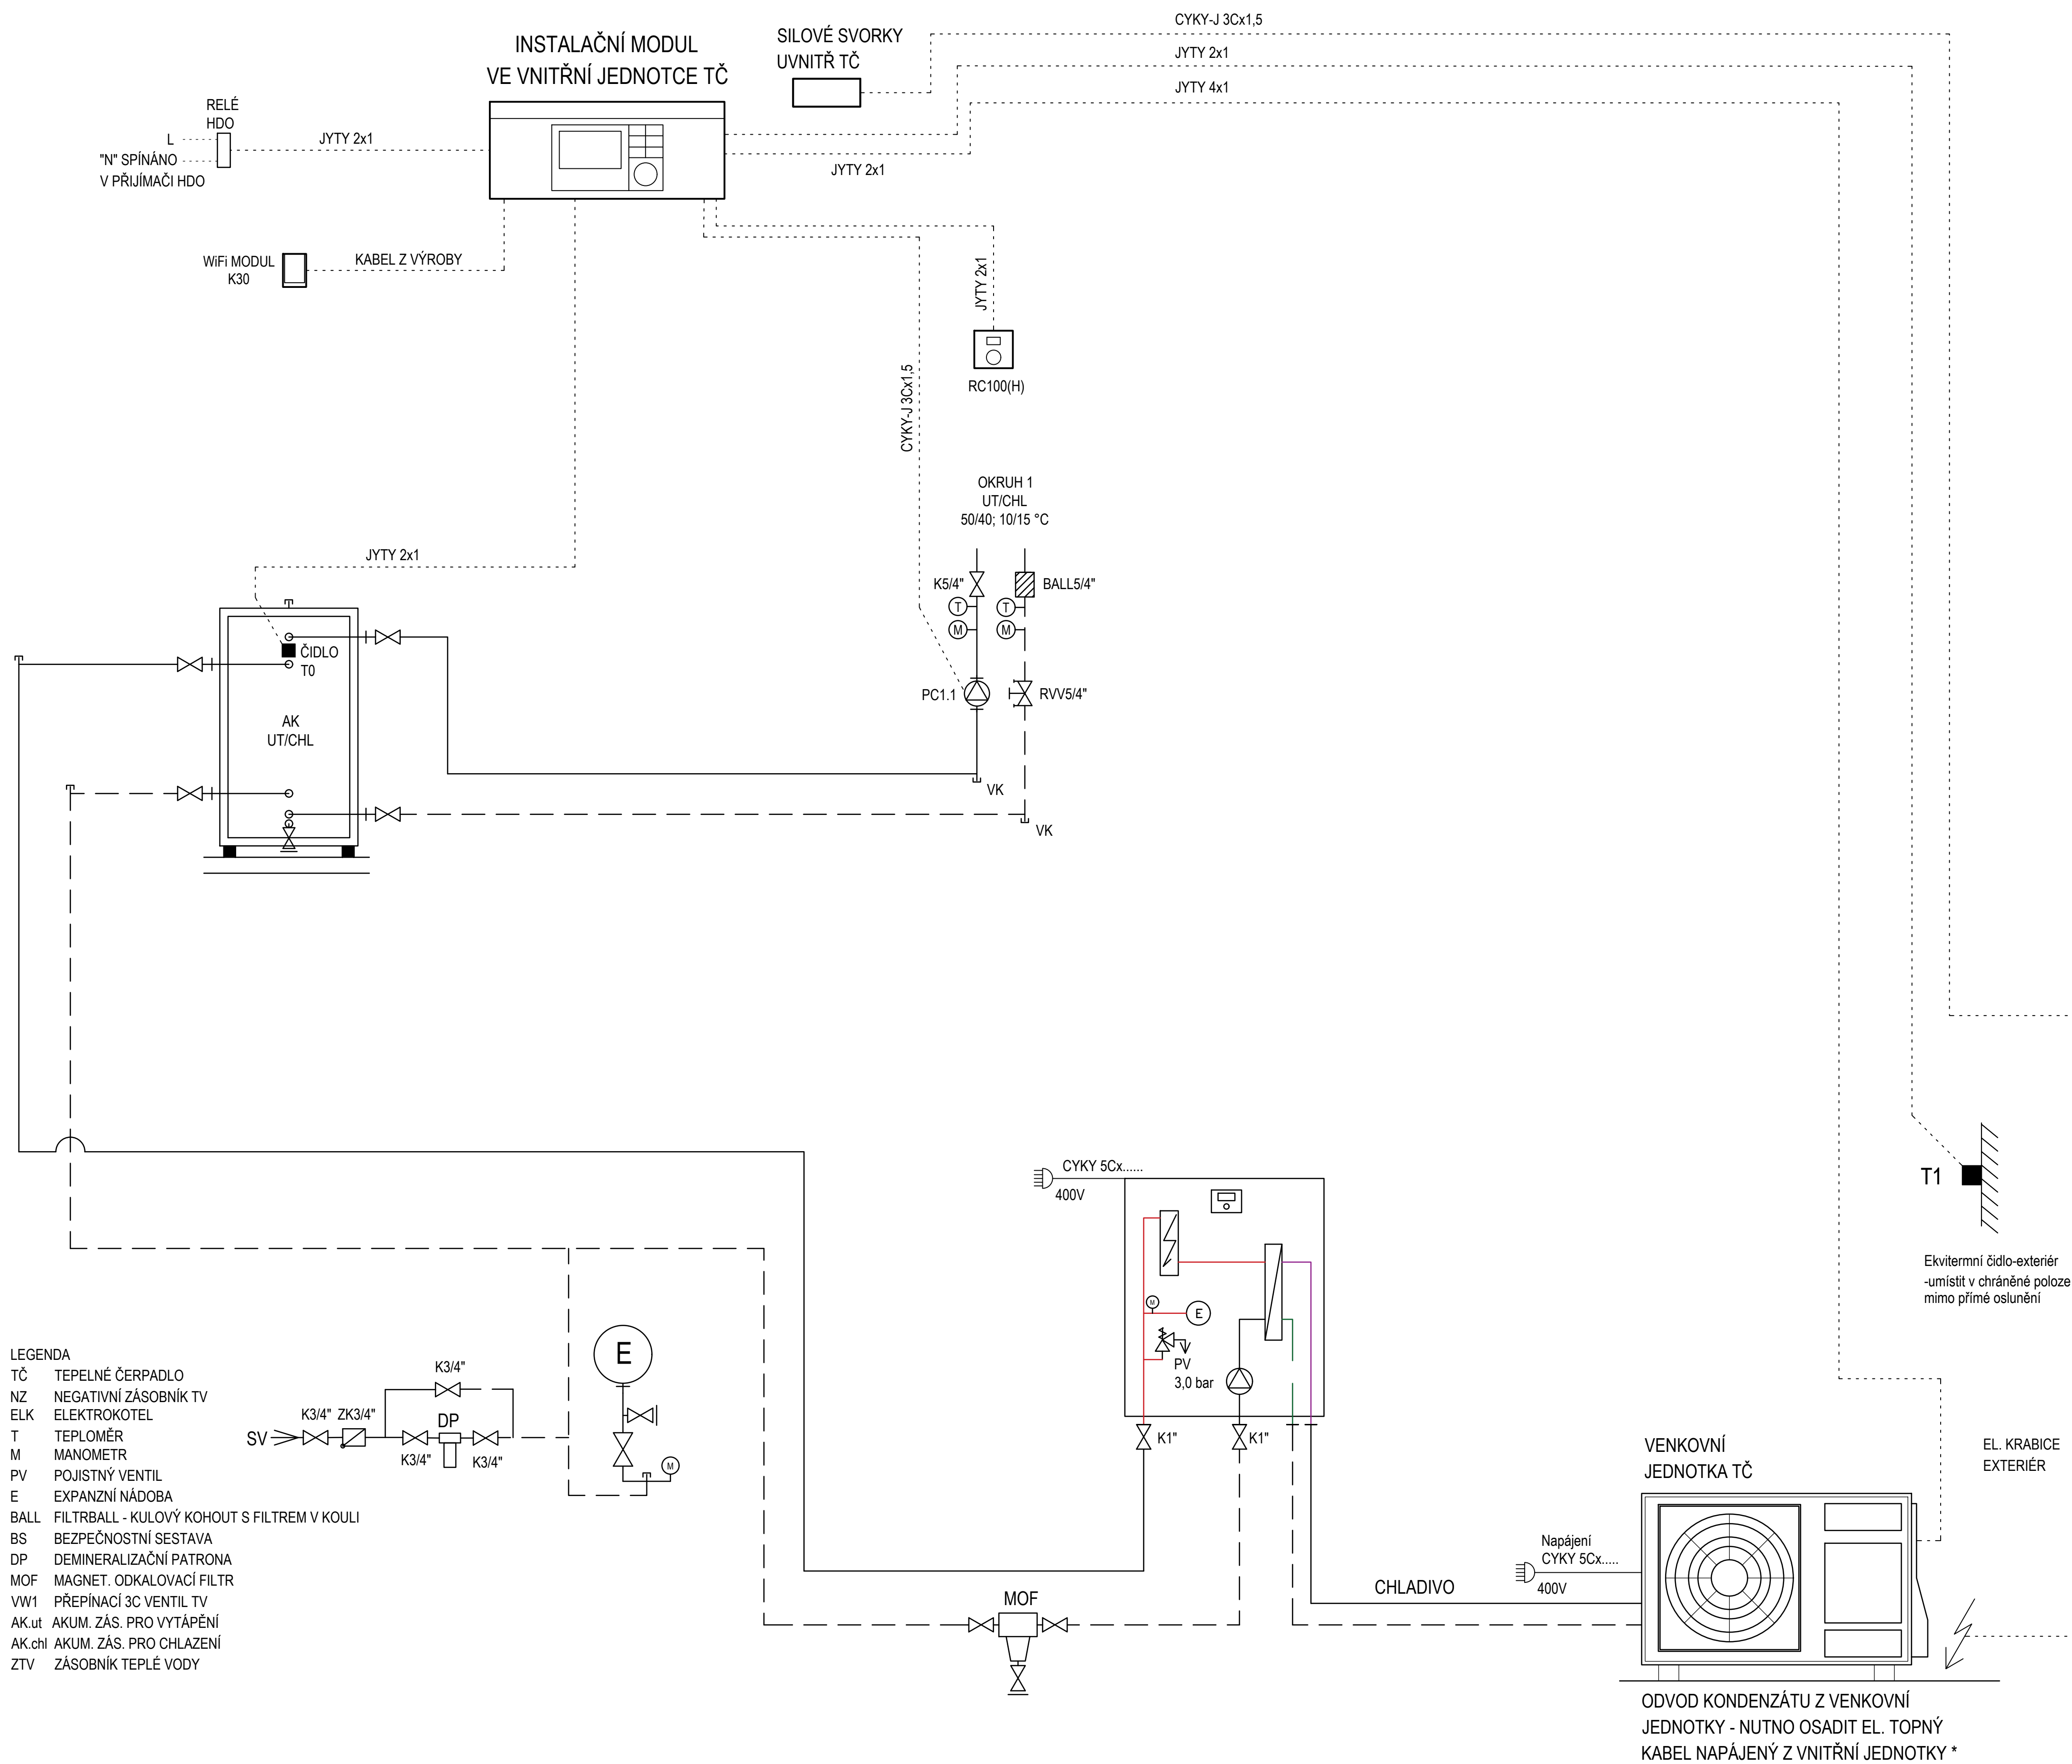 CYKY-J 3Cx1,5
INSTALAČNÍ MODUL
VE VNITŘNÍ JEDNOTCE TČ
SILOVÉ SVORKY
UVNITŘ TČ
JYTY 2x1
JYTY 4x1
RELÉ
HDO
L
"N" SPÍNÁNO
V PŘIJÍMAČI HDO
JYTY 2x1
JYTY 2x1
WiFi MODUL
K30
KABEL Z VÝROBY
JYTY 2x1
RC100(H)
CYKY-J 3Cx1,5
OKRUH 1
UT/CHL
50/40; 10/15 °C
JYTY 2x1
K5/4"
BALL5/4"
T
T
M
M
ČIDLO
T0
PC1.1
RVV5/4"
AK
UT/CHL
VK
VK
CYKY 5Cx......
400V
T1
Ekvitermní čidlo-exteriér
-umístit v chráněné poloze
mimo přímé oslunění
M
E
PV
3,0 bar
K1"
K1"
LEGENDA
TČ TEPELNÉ ČERPADLO
NZ NEGATIVNÍ ZÁSOBNÍK TV
ELK ELEKTROKOTEL
T TEPLOMĚR
M MANOMETR
PV POJISTNÝ VENTIL
E EXPANZNÍ NÁDOBA
BALL FILTRBALL - KULOVÝ KOHOUT S FILTREM V KOULI
BS BEZPEČNOSTNÍ SESTAVA
DP DEMINERALIZAČNÍ PATRONA
MOF MAGNET. ODKALOVACÍ FILTR
VW1 PŘEPÍNACÍ 3C VENTIL TV
AK.ut AKUM. ZÁS. PRO VYTÁPĚNÍ
AK.chl AKUM. ZÁS. PRO CHLAZENÍ
ZTV ZÁSOBNÍK TEPLÉ VODY
E
K3/4"
K3/4" ZK3/4"
DP
SV
K3/4"
K3/4"
M
MOF
CHLADIVO
VENKOVNÍ
JEDNOTKA TČ
EL. KRABICE
EXTERIÉR
Napájení
CYKY 5Cx.....
400V
ODVOD KONDENZÁTU Z VENKOVNÍ
JEDNOTKY - NUTNO OSADIT EL. TOPNÝ
KABEL NAPÁJENÝ Z VNITŘNÍ JEDNOTKY *